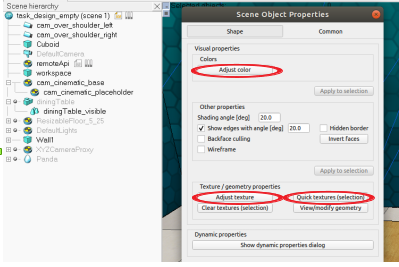 Scene hierarchy
task_design_empty (scene 1)
cam_over_shoulder_left
cam_over_shoulder_right
Cuboid
DefaultCamera
remoteApi
workspace
cam_cinematic_base
cam_cinematic_placeholder
diningTable
diningTable_visible
ResizableFloor_5_25
DefaultLights
Wall1
XYZCameraProxy
Panda
Scene Object Properties
Shape
Common
Visual properties
Colors
Adjust color
Apply to selection
Other properties
Shading angle [deg] 20.0
Show edges with angle [deg] 20.0 Hidden border
Backface culling Invert faces
Wireframe
Apply to selection
Texture / geometry properties
Adjust texture Quick textures (selection)
Clear textures (selection) View/modify geometry
Dynamic properties
Show dynamic properties dialog